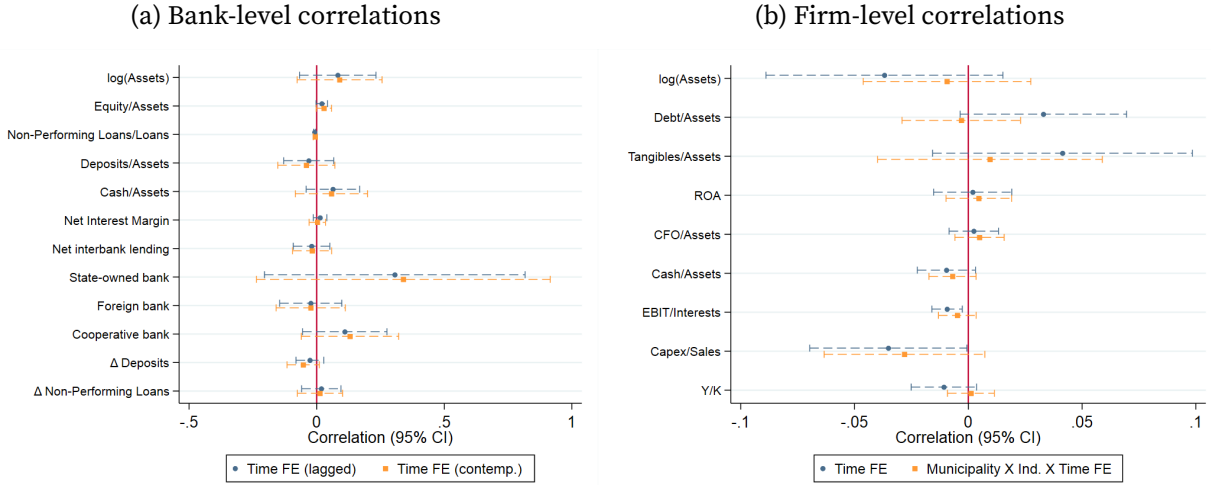 (a) Bank-level correlations
log(Assets)
Equity/Assets
Non-Performing Loans/Loans
Deposits/Assets
Cash/Assets
Net Interest Margin
Net interbank lending
State-owned bank
Foreign bank
Cooperative bank
Δ Deposits
Δ Non-Performing Loans
-.5 0 .5 1
Correlation (95% CI)
Time FE (lagged) Time FE (contemp.)
(b) Firm-level correlations
log(Assets)
Debt/Assets
Tangibles/Assets
ROA
CFO/Assets
Cash/Assets
EBIT/Interests
Capex/Sales
Y/K
-.1 -.05 0 .05 .1
Correlation (95% CI)
Time FE Municipality X Ind. X Time FE